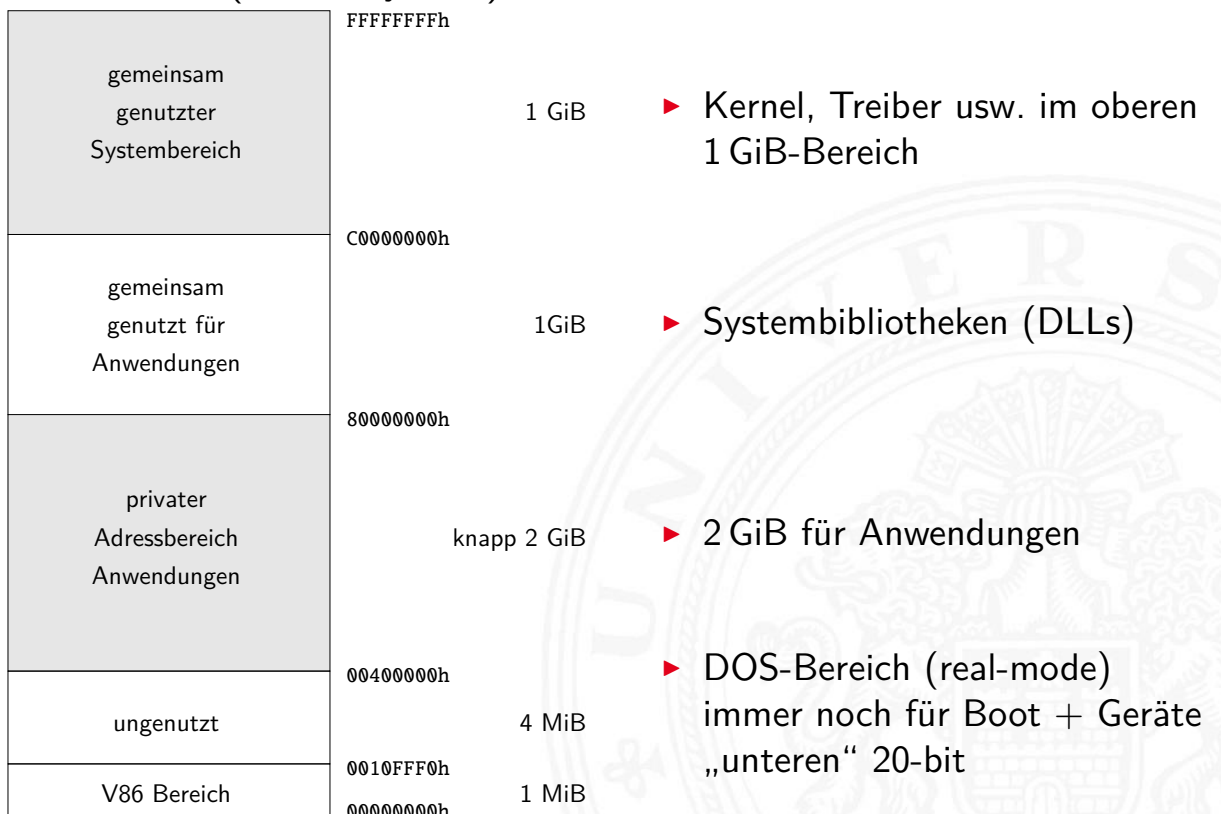 FFFFFFFFh
gemeinsam
genutzter
Systembereich
1 GiB
► Kernel, Treiber usw. im oberen
1 GiB-Bereich
C0000000h
gemeinsam
genutzt für
Anwendungen
1GiB
► Systembibliotheken (DLLs)
80000000h
privater
Adressbereich
Anwendungen
knapp 2 GiB
► 2 GiB für Anwendungen
00400000h
ungenutzt
4 MiB
► DOS-Bereich (real-mode)
immer noch für Boot + Geräte
„unteren“ 20-bit
0010FFF0h
V86 Bereich
1 MiB
00000000h
UNIVERS